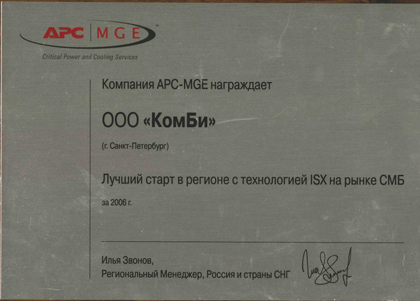 APC | MGE
Critical Power and Cooling Services
Компания APC-MGE награждает
ООО «КомБи»
(г. Санкт-Петербург)
Лучший старт в регионе с технологией ISX на рынке СМБ
за 2006 г.
Илья Звонов,
Региональный Менеджер, Россия и страны СНГ